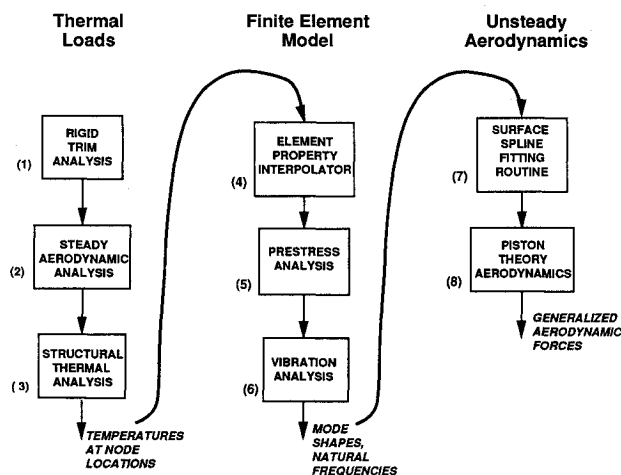 Thermal
Loads
(1)
RIGID
TRIM
ANALYSIS
(2)
STEADY
AERODYNAMIC
ANALYSIS
(3)
STRUCTURAL
THERMAL
ANALYSIS
TEMPERATURES
AT NODE
LOCATIONS
Finite Element
Model
(4)
ELEMENT
PROPERTY
INTERPOLATOR
(5)
PRESTRESS
ANALYSIS
(6)
VIBRATION
ANALYSIS
MODE
SHAPES,
NATURAL
FREQUENCIES
Unsteady
Aerodynamics
(7)
SURFACE
SPLINE
FITTING
ROUTINE
(8)
PISTON
THEORY
AERODYNAMICS
GENERALIZED
AERODYNAMIC
FORCES